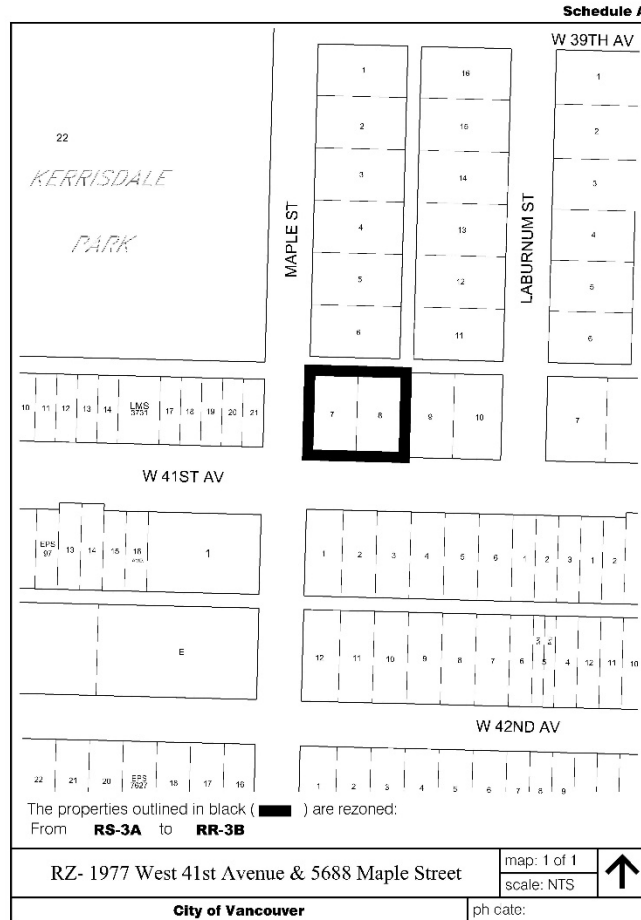 Schedule A
W 39TH AV
1
16
1
22
2
15
2
KERRISDALE
3
14
3
PARK
MAPLE ST
4
13
LABURNUM ST
4
5
12
5
6
11
6
10 11 12 13 14 LMS 3731 17 18 19 20 21
7 8 9 10
7
W 41ST AV
EPS 97 13 14 15 16 1
1 2 3 4 5 6 1 2 3 1 2
E
12 11 10 9 8 7 6 5 4 12 11 10
W 42ND AV
22 21 20 EPS 7627 18 17 16
1 2 3 4 5 6 7 8 9
The properties outlined in black ( ) are rezoned:
From RS-3A to RR-3B
RZ- 1977 West 41st Avenue & 5688 Maple Street
map: 1 of 1
scale: NTS
City of Vancouver
ph cate: